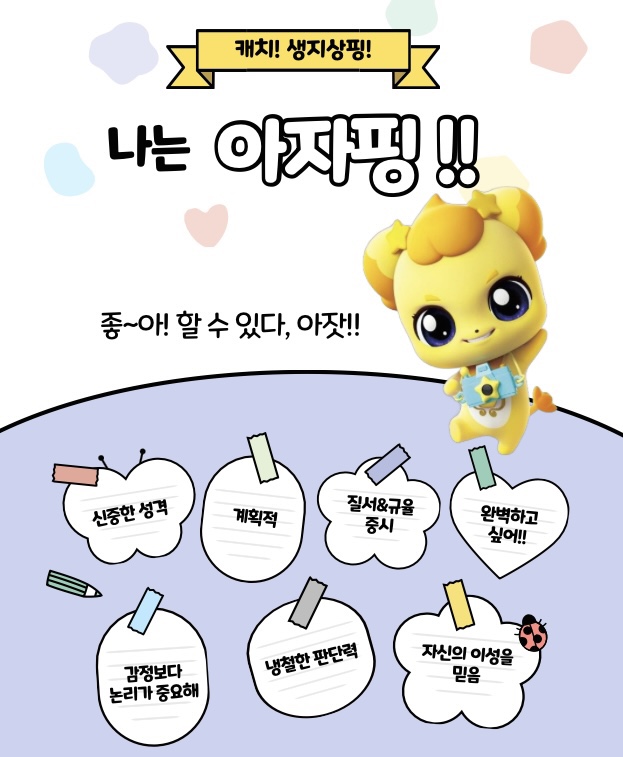 캐치! 생지상핑!
나는 아자핑!!
좋~아! 할 수 있다, 아잣!!
신중한 성격
계획적
질서&규율
중시
완벽하고
싶어!!
감정보다
논리가 중요해
냉철한 판단력
자신의 이성을
믿음